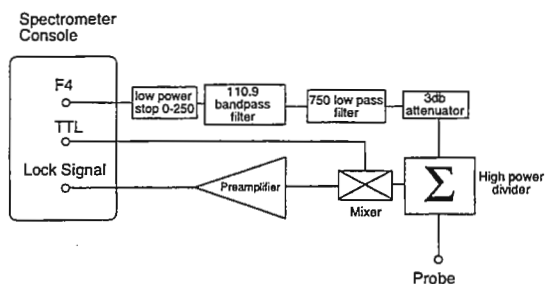 Spectrometer
Console
F4
low power
stop 0-250
110.9
bandpass
filter
750 low pass
filter
3db
attenuator
TTL
Lock Signal
Preamplifier
Mixer
Σ
High power
divider
Probe